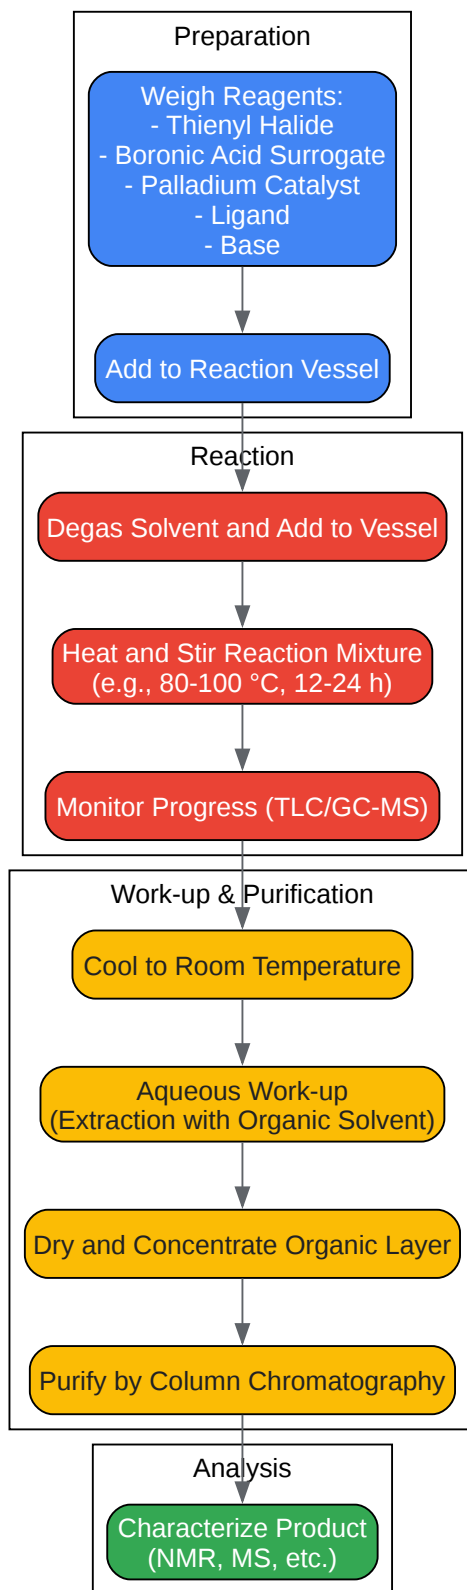 Preparation
Weigh Reagents:
- Thienyl Halide
- Boronic Acid Surrogate
- Palladium Catalyst
- Ligand
- Base
Add to Reaction Vessel
Reaction
Degas Solvent and Add to Vessel
Heat and Stir Reaction Mixture
(e.g., 80-100 °C, 12-24 h)
Monitor Progress (TLC/GC-MS)
Work-up & Purification
Cool to Room Temperature
Aqueous Work-up
(Extraction with Organic Solvent)
Dry and Concentrate Organic Layer
Purify by Column Chromatography
Analysis
Characterize Product
(NMR, MS, etc.)